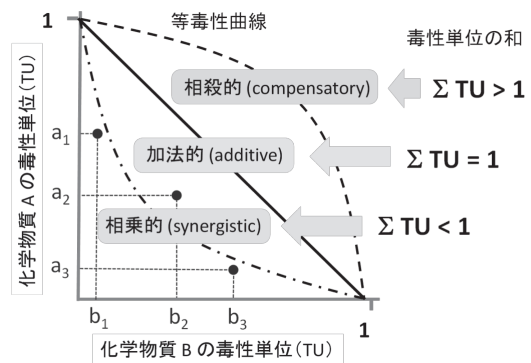 1
等毒性曲線
毒性単位の和
相殺的 (compensatory)
Σ TU > 1
加法的 (additive)
Σ TU = 1
相乗的 (synergistic)
Σ TU < 1
化学物質 A の毒性単位(TU)
a1
a2
a3
b1
b2
b3
1
化学物質 B の毒性単位(TU)